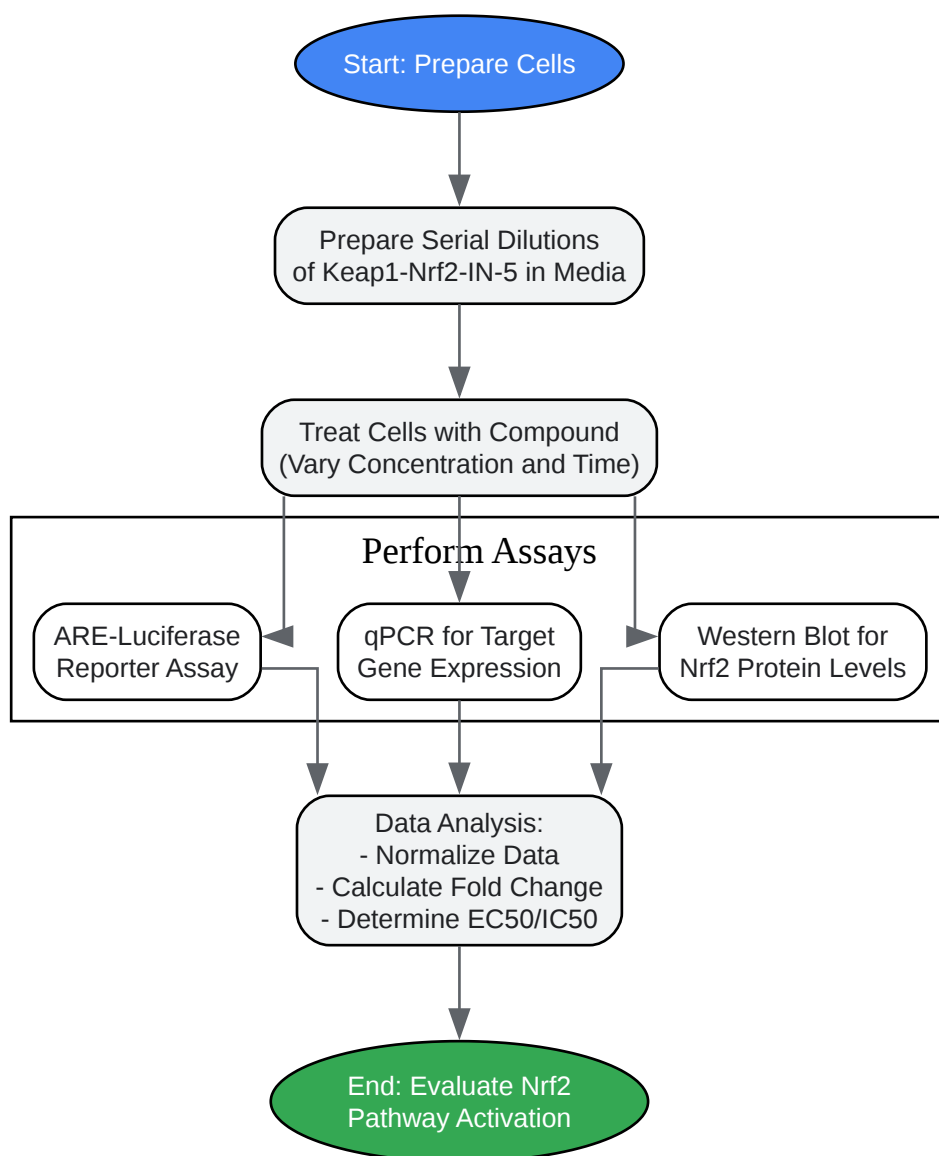 Start: Prepare Cells
Prepare Serial Dilutions
of Keap1-Nrf2-IN-5 in Media
Treat Cells with Compound
(Vary Concentration and Time)
Perform Assays
ARE-Luciferase
Reporter Assay
qPCR for Target
Gene Expression
Western Blot for
Nrf2 Protein Levels
Data Analysis:
- Normalize Data
- Calculate Fold Change
- Determine EC50/IC50
End: Evaluate Nrf2
Pathway Activation